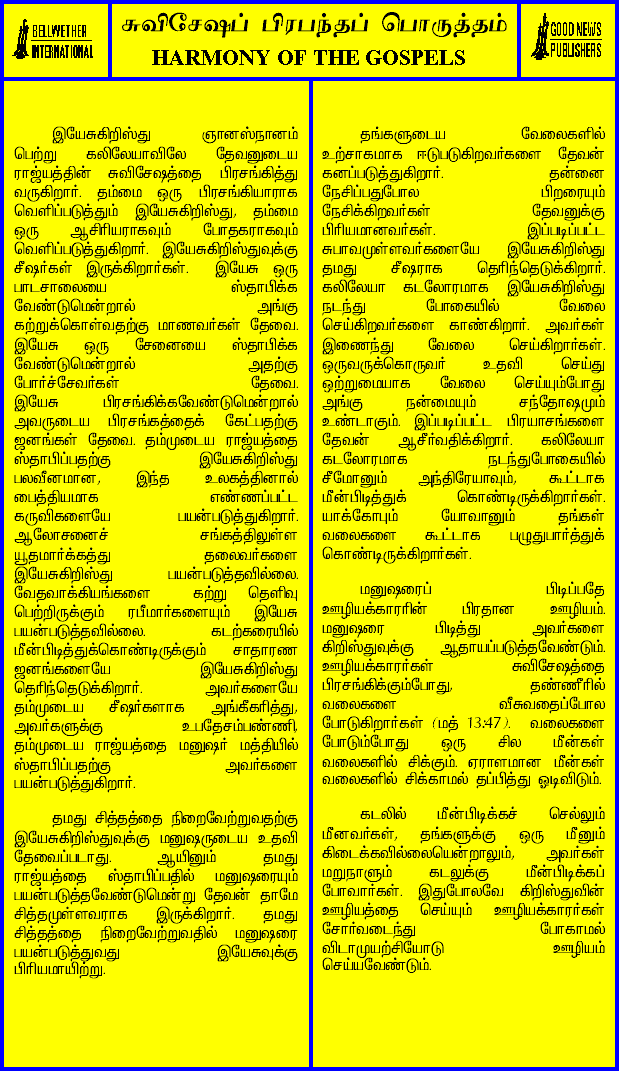 BELLWETHER
INTERNATIONAL
சுவிசேஷப் பிரபந்தப் பொருத்தம்
HARMONY OF THE GOSPELS
GOOD NEWS
PUBLISHERS
இயேசுகிறிஸ்து ஞானஸ்நானம்
பெற்று கலிலேயாவிலே தேவனுடைய
ராஜ்யத்தின் சுவிசேஷத்தை பிரசங்கித்து
வருகிறார். தம்மை ஒரு பிரசங்கியாராக
வெளிப்படுத்தும் இயேசுகிறிஸ்து, தம்மை
ஒரு ஆசிரியராகவும் போதகராகவும்
வெளிப்படுத்துகிறார். இயேசுகிறிஸ்துவுக்கு
சீஷர்கள் இருக்கிறார்கள். இயேசு ஒரு
பாடசாலையை ஸ்தாபிக்க
வேண்டுமென்றால் அங்கு
கற்றுக்கொள்வதற்கு மாணவர்கள் தேவை.
இயேசு ஒரு சேனையை ஸ்தாபிக்க
வேண்டுமென்றால் அதற்கு
போர்ச்சேவர்கள் தேவை.
இயேசு பிரசங்கிக்கவேண்டுமென்றால்
அவருடைய பிரசங்கத்தைக் கேட்பதற்கு
ஜனங்கள் தேவை. தம்முடைய ராஜ்யத்தை
ஸ்தாபிப்பதற்கு இயேசுகிறிஸ்து
பலவீனமான, இந்த உலகத்தினால்
பைத்தியமாக எண்ணப்பட்ட
கருவிகளையே பயன்படுத்துகிறார்.
ஆலோசனைச் சங்கத்திலுள்ள
யூதமார்க்கத்து தலைவர்களை
இயேசுகிறிஸ்து பயன்படுத்தவில்லை.
வேதவாக்கியங்களை கற்று தெளிவு
பெற்றிருக்கும் ரபீமார்களையும் இயேசு
பயன்படுத்தவில்லை. கடற்கரையில்
மீன்பிடித்துக்கொண்டிருக்கும் சாதாரண
ஜனங்களையே இயேசுகிறிஸ்து
தெரிந்தெடுக்கிறார். அவர்களையே
தம்முடைய சீஷர்களாக அங்கீகரித்து,
அவர்களுக்கு உபதேசம்பண்ணி,
தம்முடைய ராஜ்யத்தை மனுஷர் மத்தியில்
ஸ்தாபிப்பதற்கு அவர்களை
பயன்படுத்துகிறார்.
தமது சித்தத்தை நிறைவேற்றுவதற்கு
இயேசுகிறிஸ்துவுக்கு மனுஷருடைய உதவி
தேவைப்படாது. ஆயினும் தமது
ராஜ்யத்தை ஸ்தாபிப்பதில் மனுஷரையும்
பயன்படுத்தவேண்டுமென்று தேவன் தாமே
சித்தமுள்ளவராக இருக்கிறார். தமது
சித்தத்தை நிறைவேற்றுவதில் மனுஷரை
பயன்படுத்துவது இயேசுவுக்கு
பிரியமாயிற்று.
தங்களுடைய வேலைகளில்
உற்சாகமாக ஈடுபடுகிறவர்களை தேவன்
கனப்படுத்துகிறார். தன்னை
நேசிப்பதுபோல பிறரையும்
நேசிக்கிறவர்கள் தேவனுக்கு
பிரியமானவர்கள். இப்படிப்பட்ட
சுபாவமுள்ளவர்களையே இயேசுகிறிஸ்து
தமது சீஷராக தெரிந்தெடுக்கிறார்.
கலிலேயா கடலோரமாக இயேசுகிறிஸ்து
நடந்து போகையில் வேலை
செய்கிறவர்களை காண்கிறார். அவர்கள்
இணைந்து வேலை செய்கிறார்கள்.
ஒருவருக்கொருவர் உதவி செய்து
ஒற்றுமையாக வேலை செய்யும்போது
அங்கு நன்மையும் சந்தோஷமும்
உண்டாகும். இப்படிப்பட்ட பிரயாசங்களை
தேவன் ஆசீர்வதிக்கிறார். கலிலேயா
கடலோரமாக நடந்துபோகையில்
சீமோனும் அந்திரேயாவும், கூட்டாக
மீன்பிடித்துக் கொண்டிருக்கிறார்கள்.
யாக்கோபும் யோவானும் தங்கள்
வலைகளை கூட்டாக பழுதுபார்த்துக்
கொண்டிருக்கிறார்கள்.
மனுஷரைப் பிடிப்பதே
ஊழியக்காரரின் பிரதான ஊழியம்.
மனுஷரை பிடித்து அவர்களை
கிறிஸ்துவுக்கு ஆதாயப்படுத்தவேண்டும்.
ஊழியக்காரர்கள் சுவிசேஷத்தை
பிரசங்கிக்கும்போது, தண்ணீரில்
வலைகளை வீசுவதைப்போல
போடுகிறார்கள் (மத் 13:47). வலைகளை
போடும்போது ஒரு சில மீன்கள்
வலைகளில் சிக்கும். ஏராளமான மீன்கள்
வலைகளில் சிக்காமல் தப்பித்து ஓடிவிடும்.
கடலில் மீன்பிடிக்கச் செல்லும்
மீனவர்கள், தங்களுக்கு ஒரு மீனும்
கிடைக்கவில்லையென்றாலும், அவர்கள்
மறுநாளும் கடலுக்கு மீன்பிடிக்கப்
போவார்கள். இதுபோலவே கிறிஸ்துவின்
ஊழியத்தை செய்யும் ஊழியக்காரர்கள்
சோர்வடைந்து போகாமல்
விடாமுயற்சியோடு ஊழியம்
செய்யவேண்டும்.